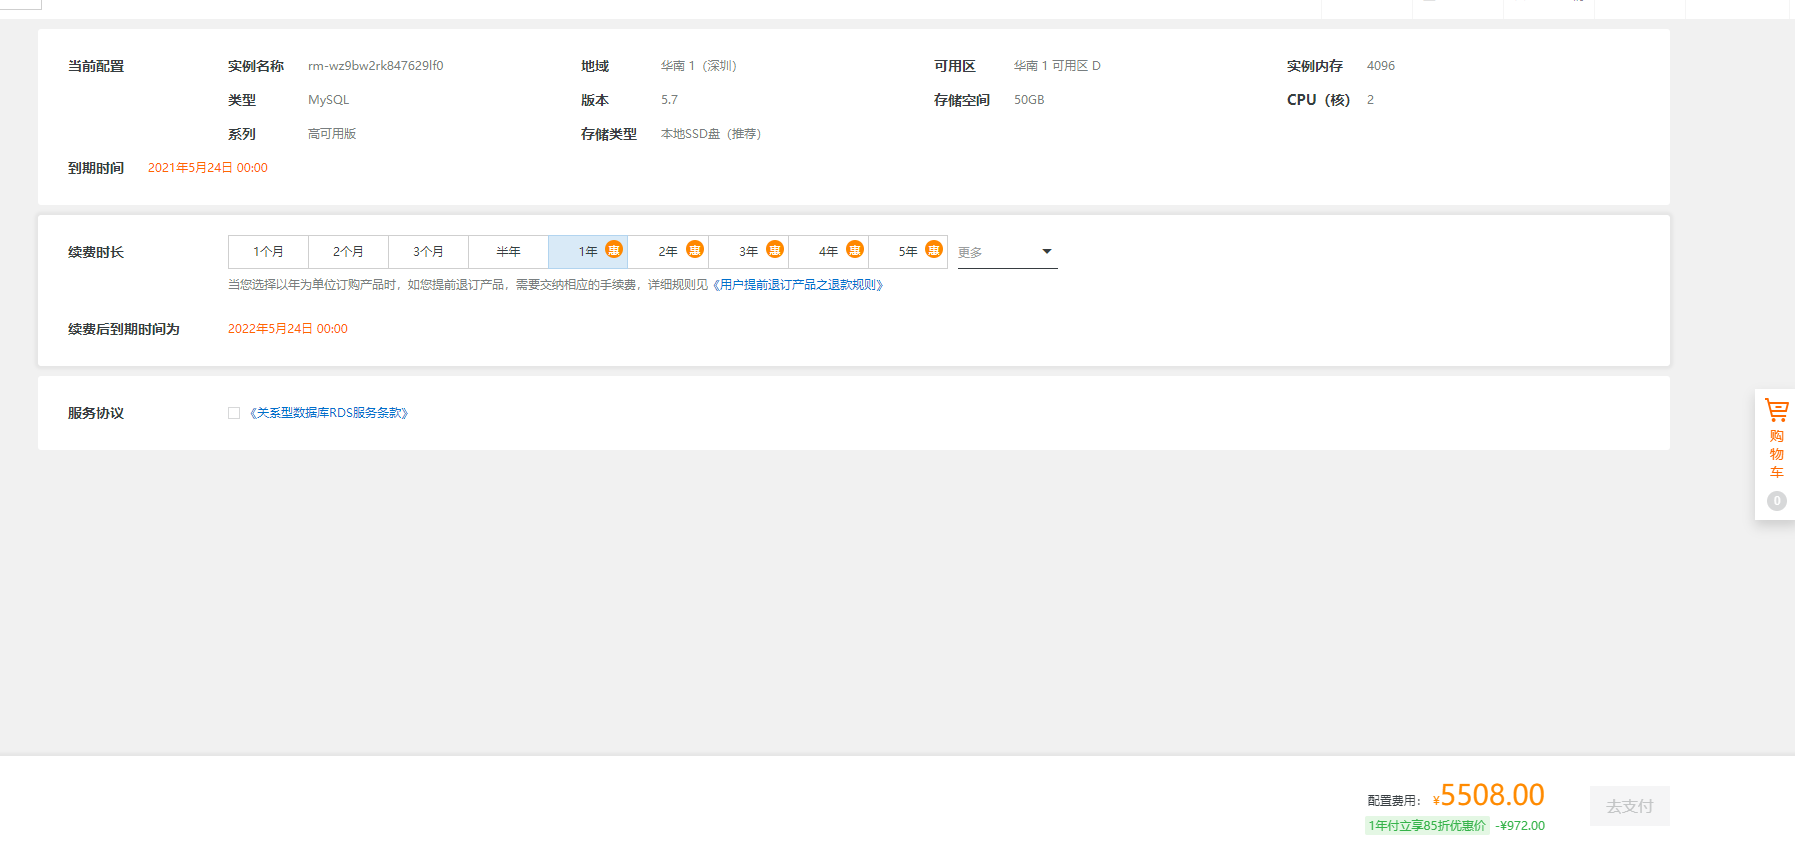 当前配置 实例名称 rm-wz9bw2rk847629lf0 地域 华南 1（深圳） 可用区 华南 1 可用区 D 实例内存 4096
类型 MySQL 版本 5.7 存储空间 50GB CPU（核） 2
系列 高可用版 存储类型 本地SSD盘（推荐）
到期时间 2021年5月24日 00:00
续费时长 1个月 2个月 3个月 半年 1年 惠 2年 惠 3年 惠 4年 惠 5年 惠 更多
当您选择以年为单位订购产品时，如您提前退订产品，需要交纳相应的手续费，详细规则见《用户提前退订产品之退款规则》
续费后到期时间为 2022年5月24日 00:00
服务协议 《关系型数据库RDS服务条款》
购
物
车
0
配置费用： ¥5508.00 去支付
1年付立享85折优惠价 -¥972.00